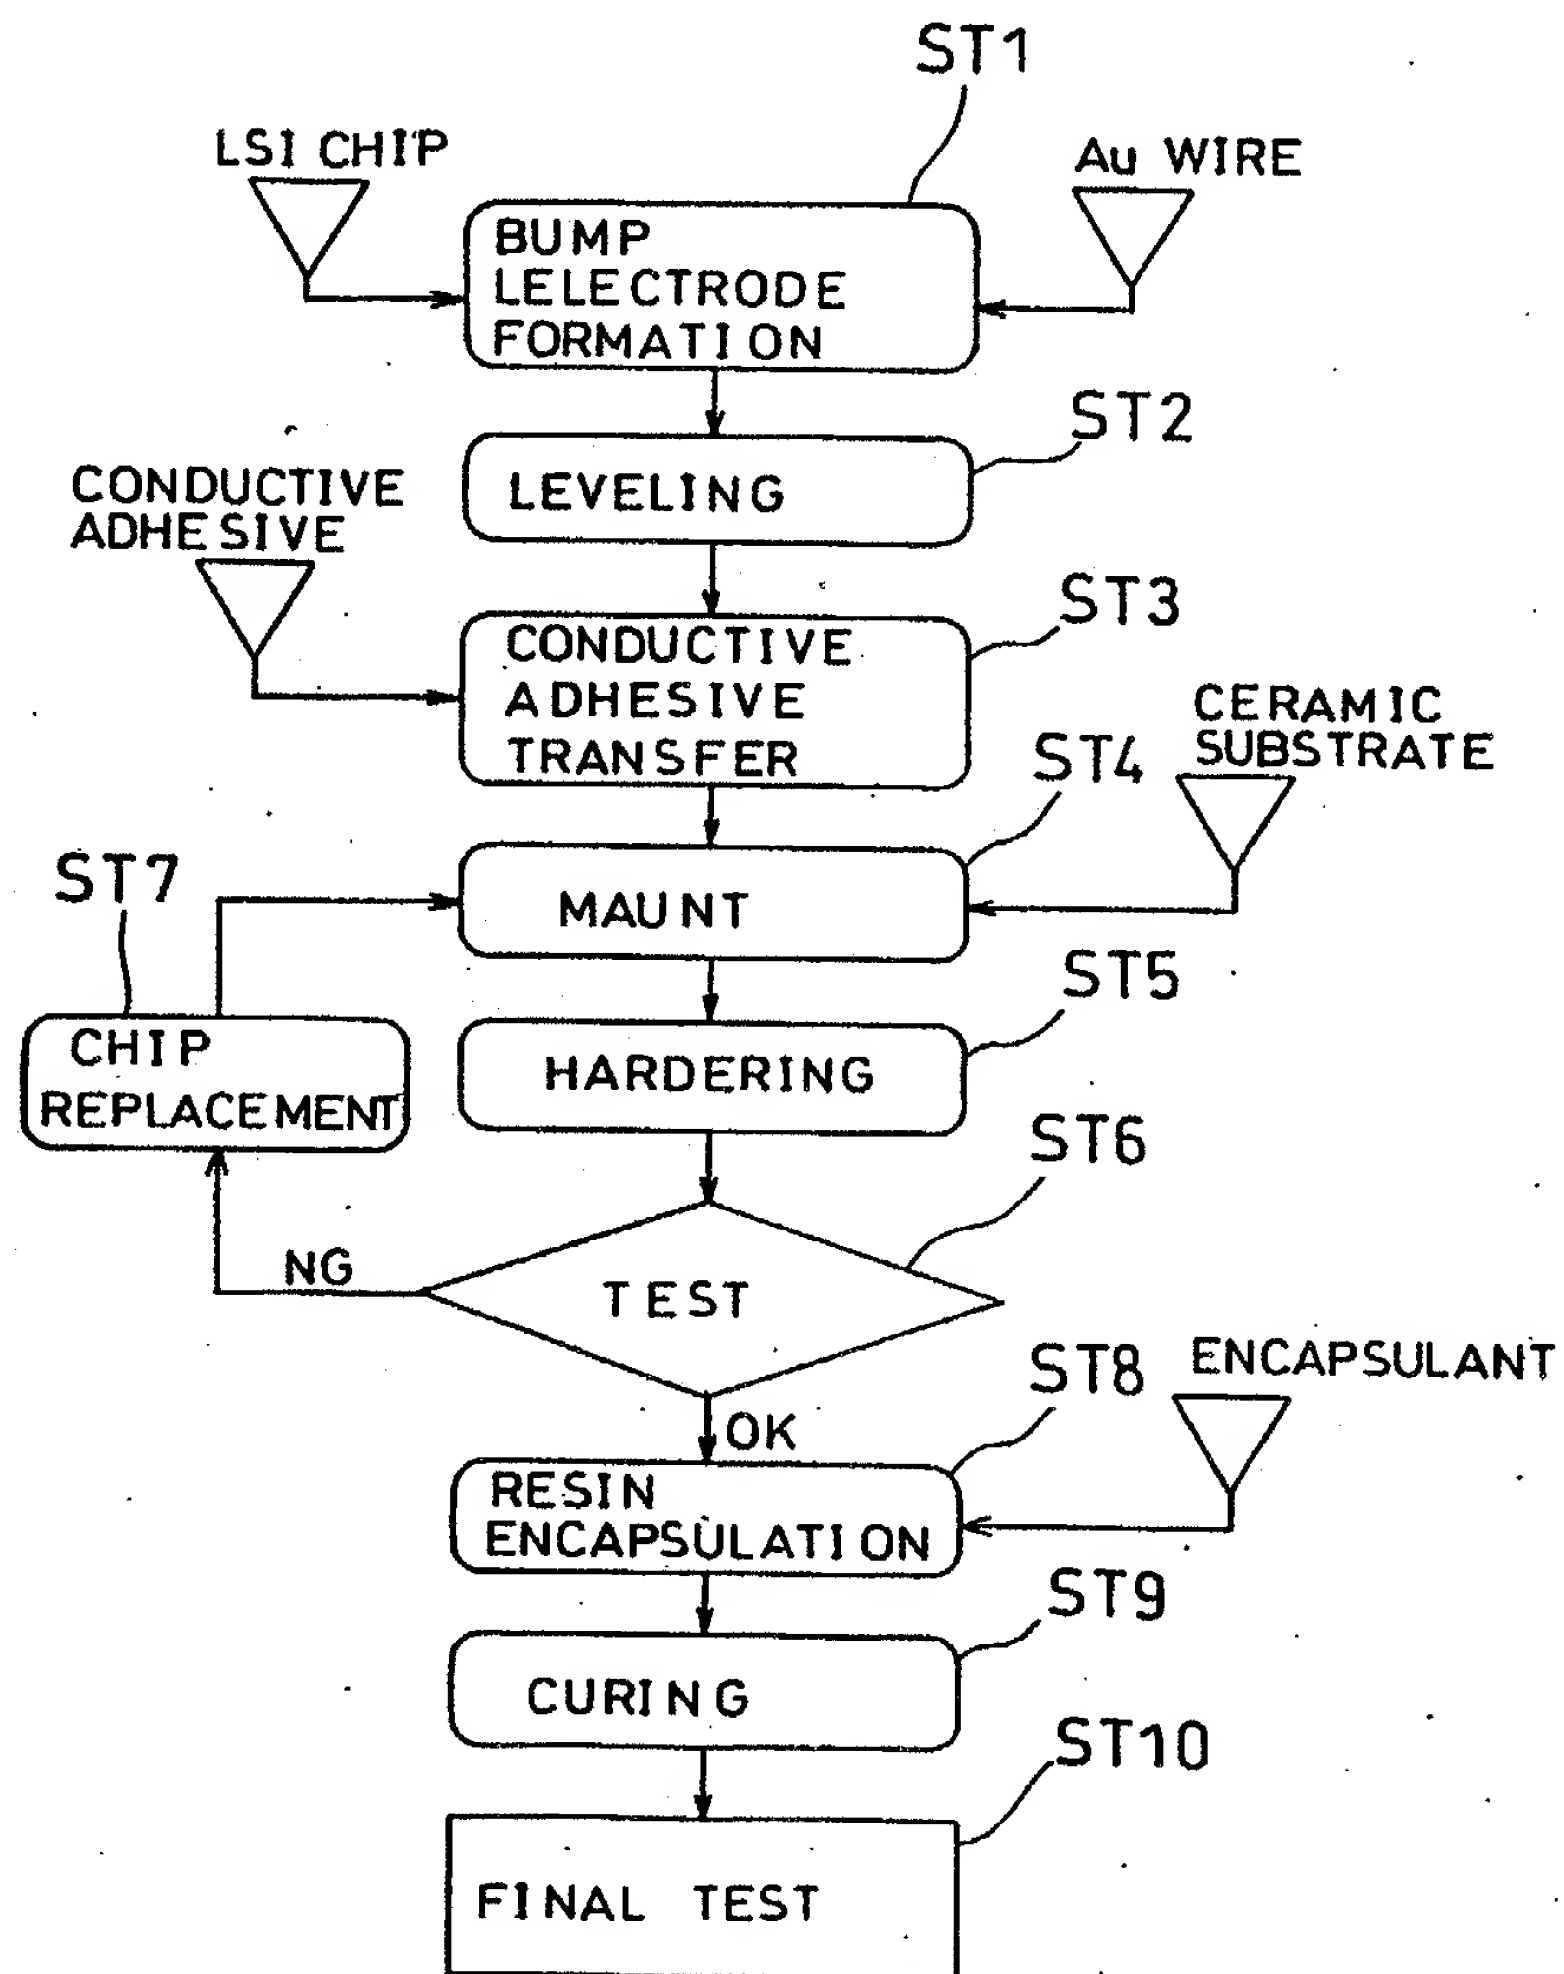 ST1
LSI CHIP
Au WIRE
BUMP
LELECTRODE
FORMATION
ST2
LEVELING
CONDUCTIVE
ADHESIVE
ST3
CONDUCTIVE
ADHESIVE
TRANSFER
CERAMIC
SUBSTRATE
ST4
ST7
MAUNT
ST5
CHIP
REPLACEMENT
HARDERING
ST6
NG
TEST
ST8
ENCAPSULANT
OK
RESIN
ENCAPSULATION
ST9
CURING
ST10
FINAL TEST